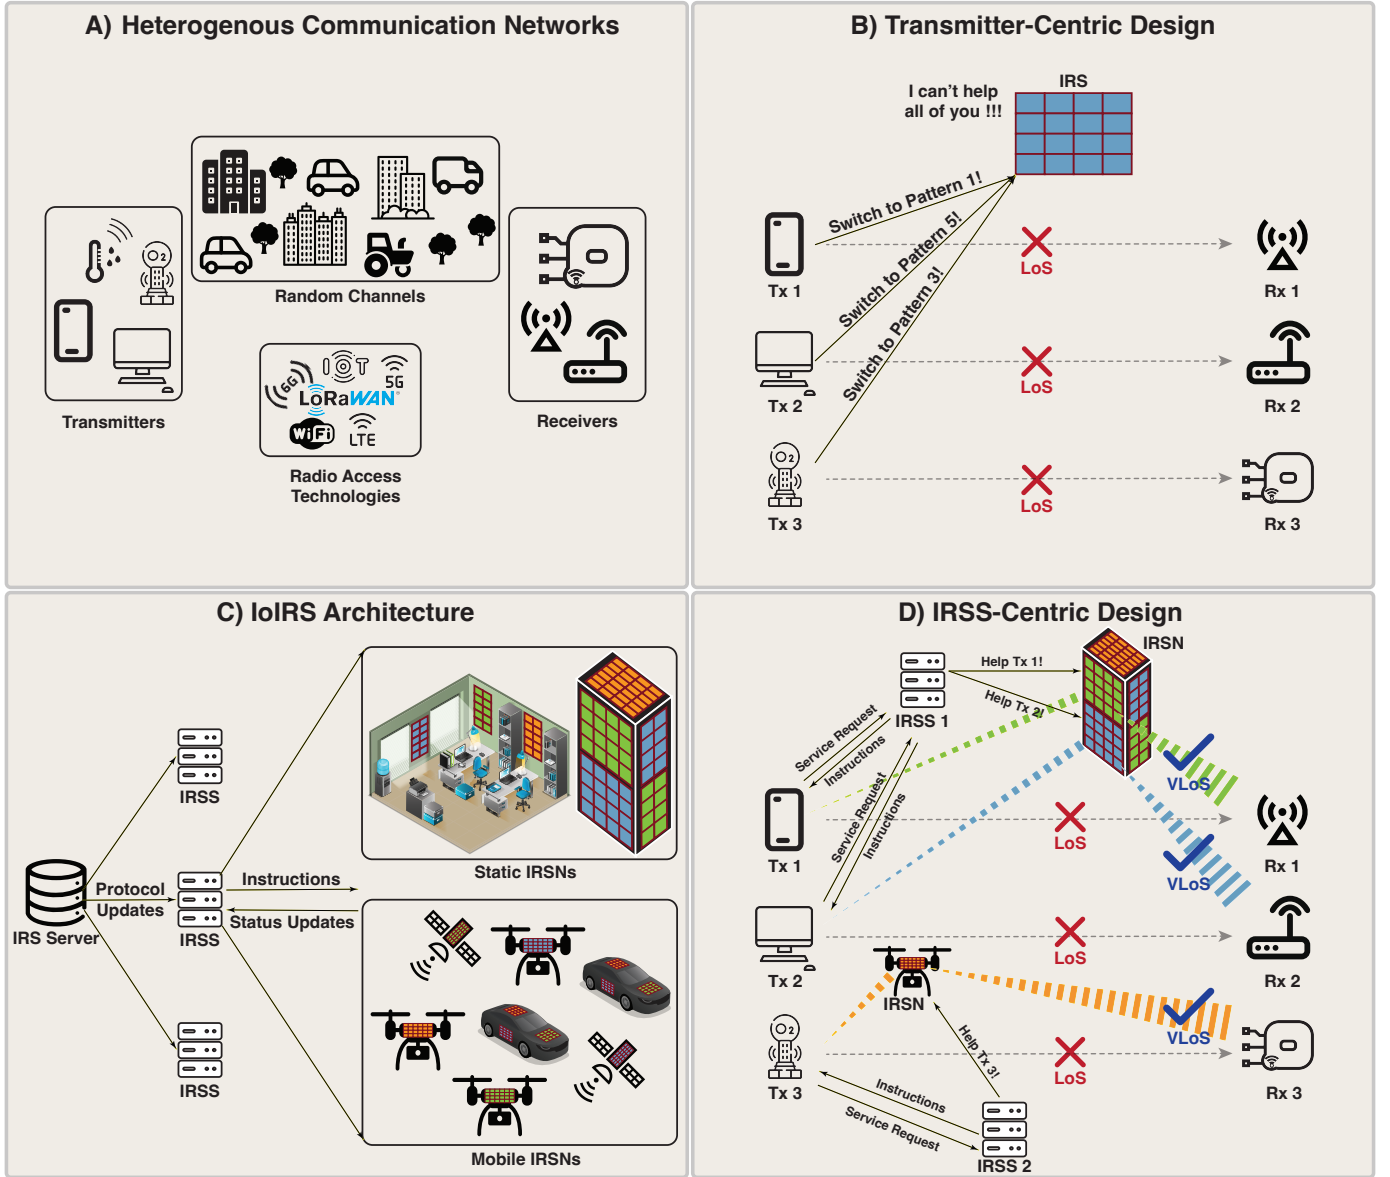 A) Heterogenous Communication Networks
Random Channels
Transmitters
O2
6G
IOT
5G
LoRaWAN®
WiFi
LTE
Radio Access
Technologies
Receivers
B) Transmitter-Centric Design
I can't help
all of you !!!
IRS
Switch to Pattern 1!
Switch to Pattern 5!
Switch to Pattern 3!
Tx 1
LoS
Rx 1
Tx 2
LoS
Rx 2
O2
Tx 3
LoS
Rx 3
C) IoIRS Architecture
IRSS
IRS Server
Protocol
Updates
IRSS
Instructions
Status Updates
IRSS
Static IRSNs
Mobile IRSNs
D) IRSS-Centric Design
IRSN
IRSS 1
Help Tx 1!
Help Tx 2!
Service Request
Instructions
Service Request
Instructions
VLoS
Tx 1
LoS
Rx 1
VLoS
Tx 2
LoS
Rx 2
IRSN
VLoS
O2
Tx 3
LoS
Rx 3
Help Tx 3!
Instructions
Service Request
IRSS 2